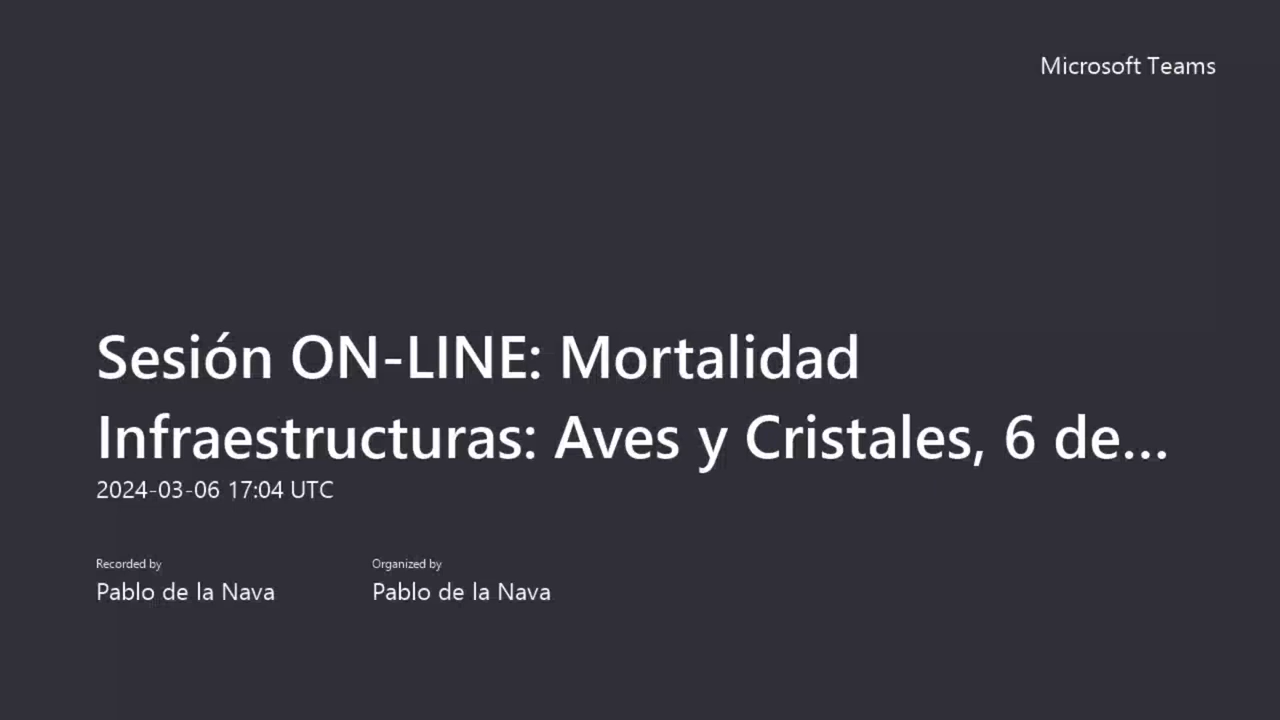 Microsoft Teams
Sesión ON-LINE: Mortalidad
Infraestructuras: Aves y Cristales, 6 de...
2024-03-06 17:04 UTC
Recorded by
Pablo de la Nava
Organized by
Pablo de la Nava